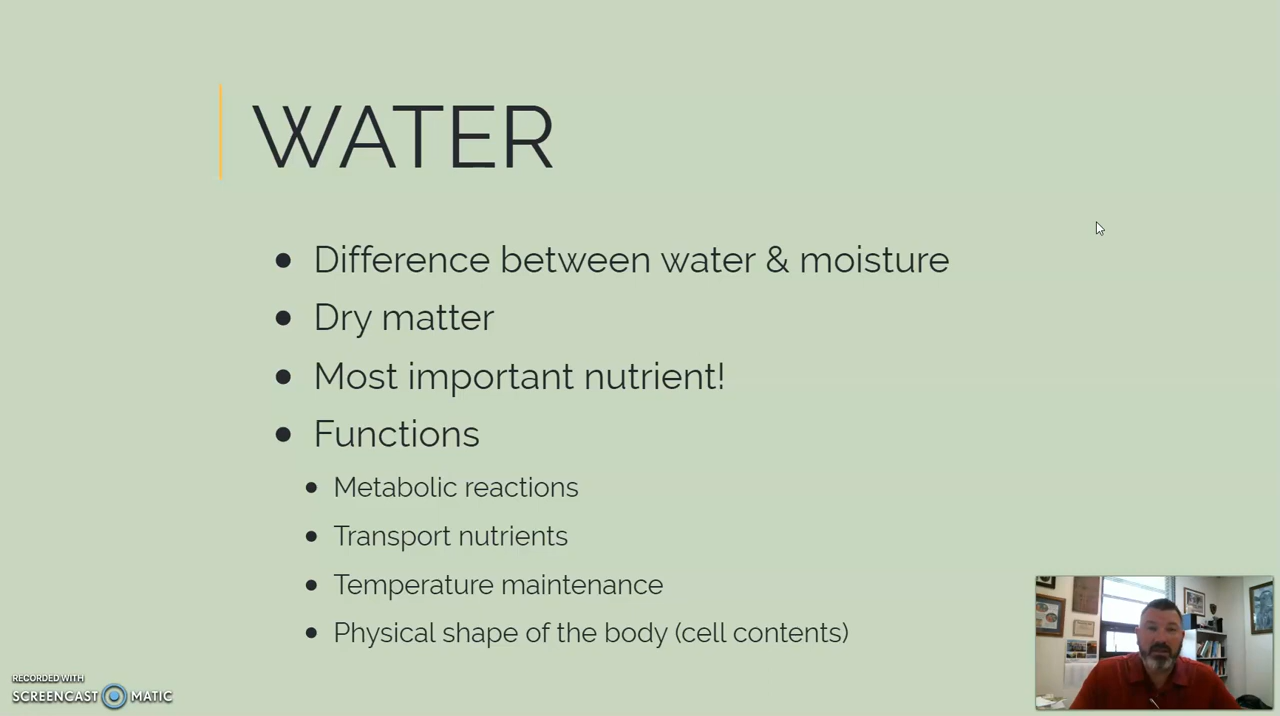 WATER
● Difference between water & moisture
● Dry matter
● Most important nutrient!
● Functions
● Metabolic reactions
● Transport nutrients
● Temperature maintenance
● Physical shape of the body (cell contents)
RECORDED WITH
SCREENCAST MATIC